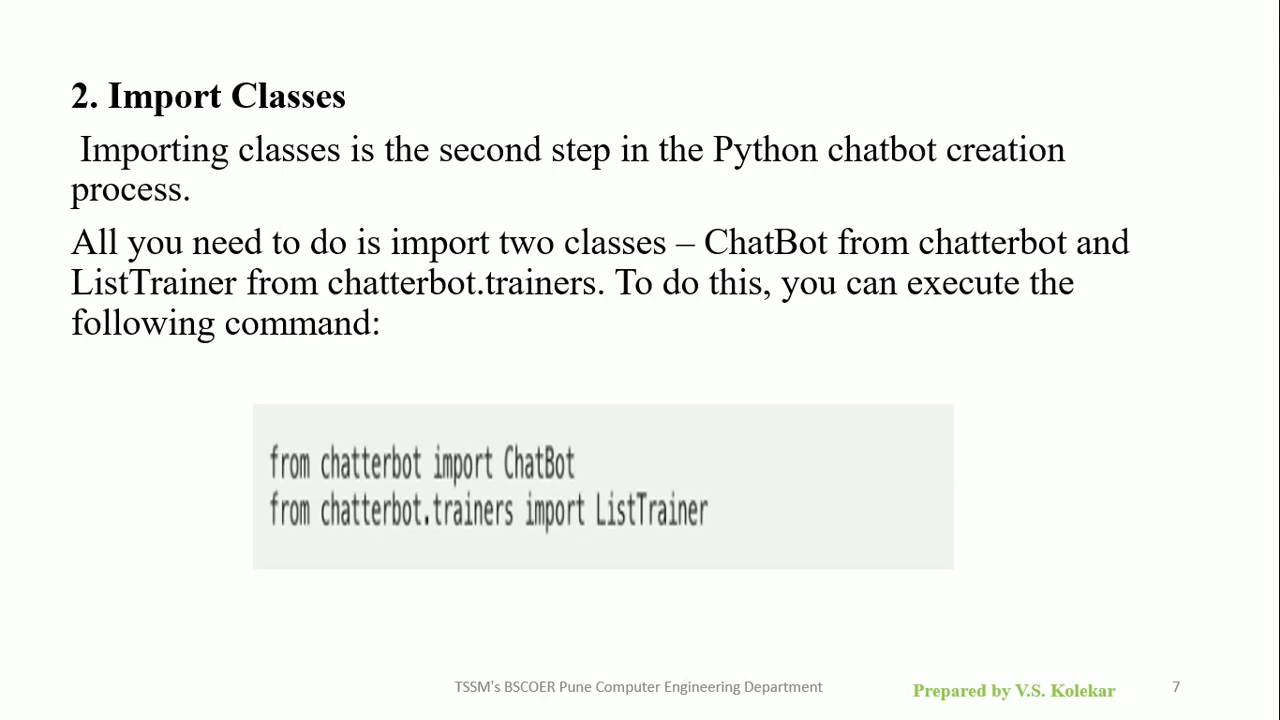 2. Import Classes
Importing classes is the second step in the Python chatbot creation
process.
All you need to do is import two classes – ChatBot from chatterbot and
ListTrainer from chatterbot.trainers. To do this, you can execute the
following command:
from chatterbot import ChatBot
from chatterbot.trainers import ListTrainer
TSSM's BSCOER Pune Computer Engineering Department
Prepared by V.S. Kolekar
7